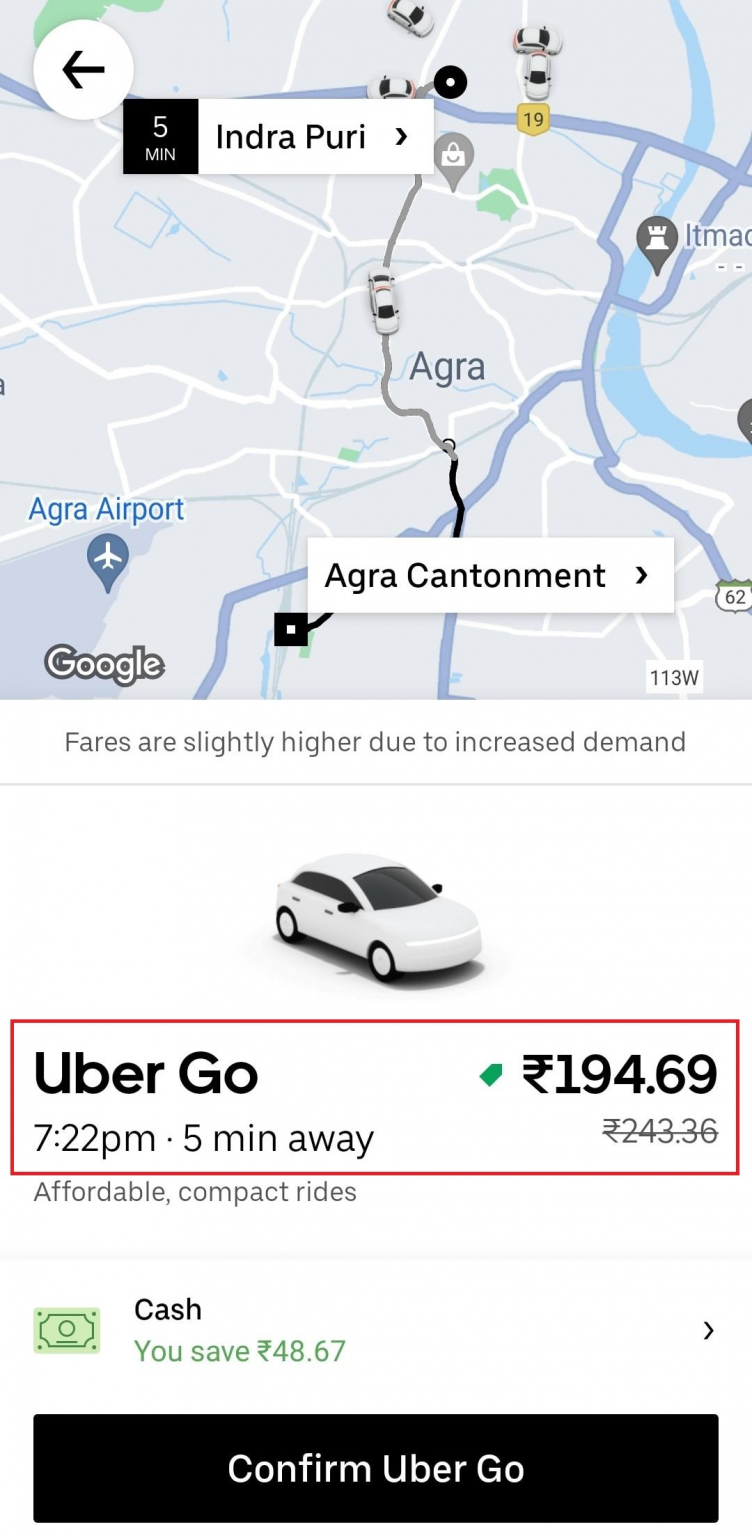 19
5
MIN
Indra Puri
Agra
Agra Airport
Agra Cantonment
62
Google
113W
Fares are slightly higher due to increased demand
Uber Go
₹194.69
7:22pm · 5 min away
₹243.36
Affordable, compact rides
Cash
You save ₹48.67
Confirm Uber Go